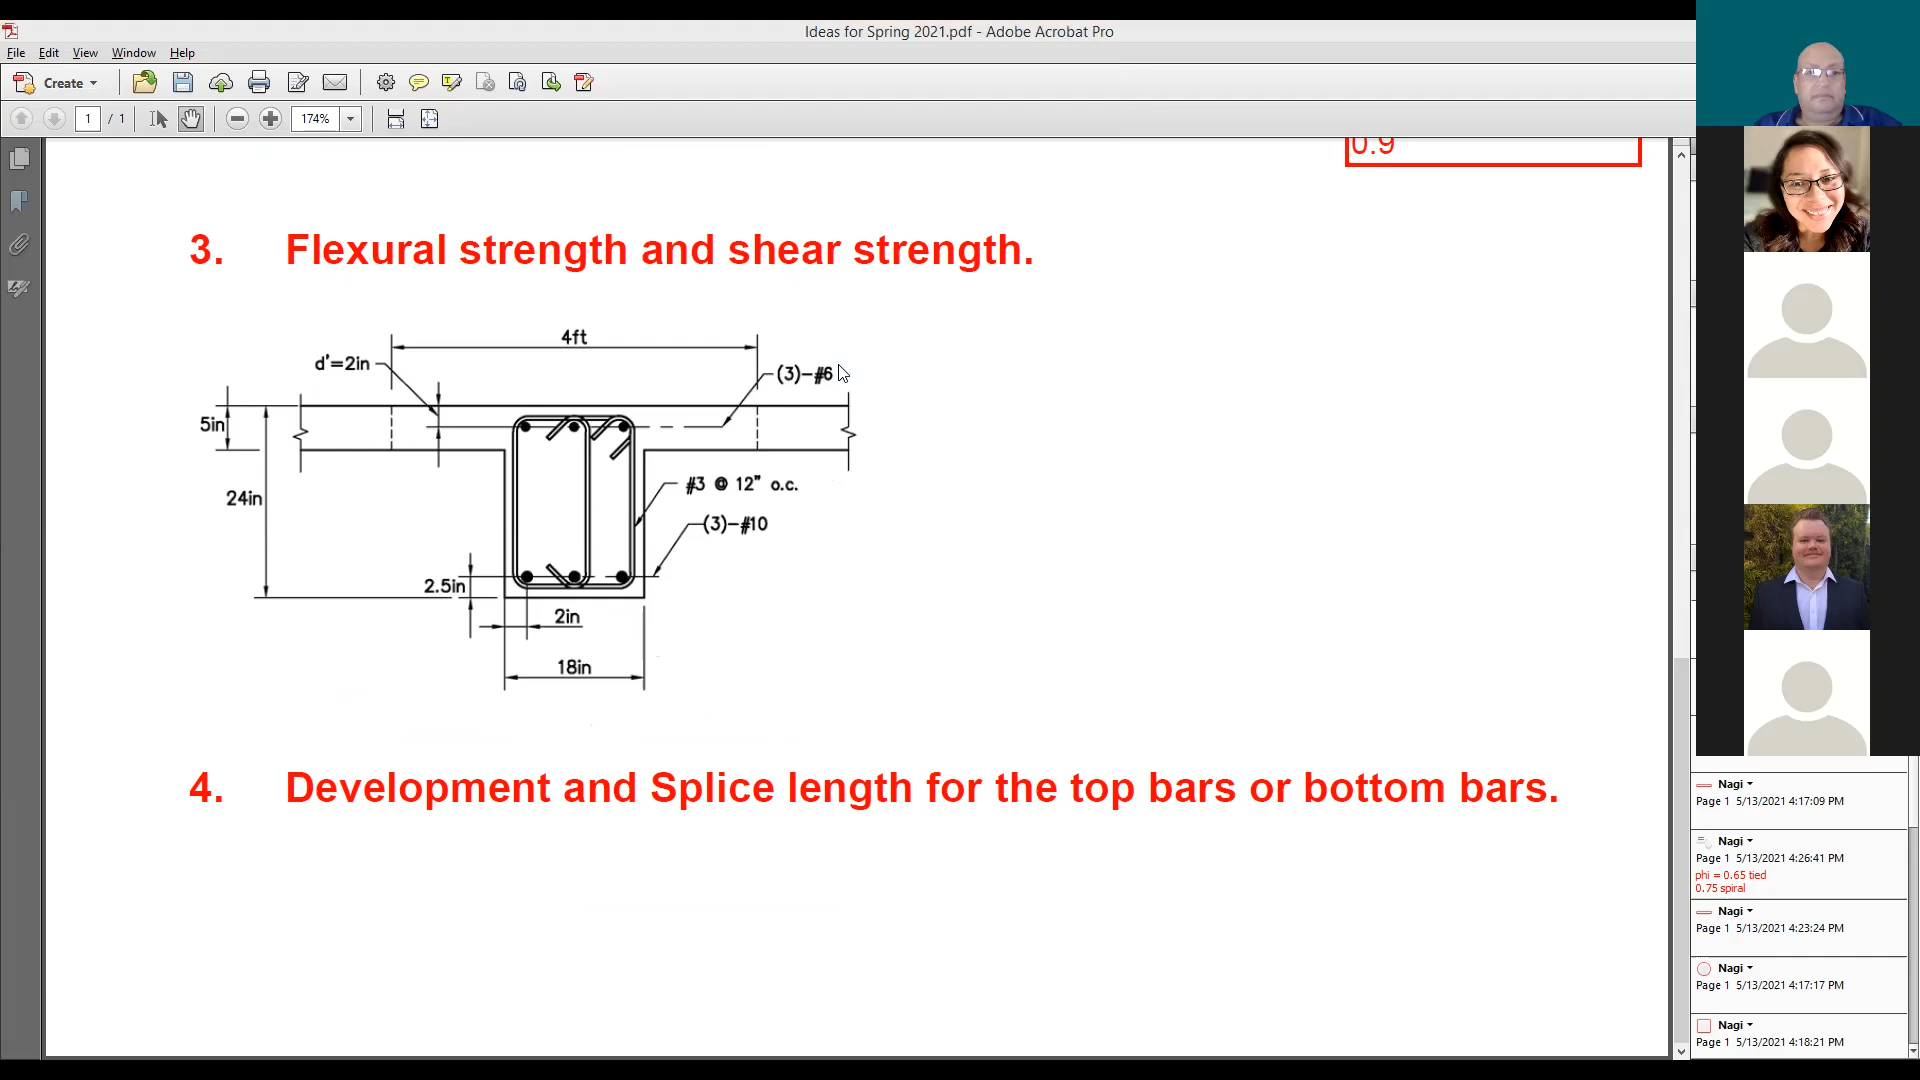 Ideas for Spring 2021.pdf - Adobe Acrobat Pro
File Edit View Window Help
Create
1 / 1 174%
0.9
3. Flexural strength and shear strength.
4ft
d'=2in
(3)-#6
5in
#3 @ 12" o.c.
24in
(3)-#10
2.5in
2in
18in
4. Development and Splice length for the top bars or bottom bars.
Nagi
Page 1 5/13/2021 4:17:09 PM
Nagi
Page 1 5/13/2021 4:26:41 PM
phi = 0.65 tied
0.75 spiral
Nagi
Page 1 5/13/2021 4:23:24 PM
Nagi
Page 1 5/13/2021 4:17:17 PM
Nagi
Page 1 5/13/2021 4:18:21 PM